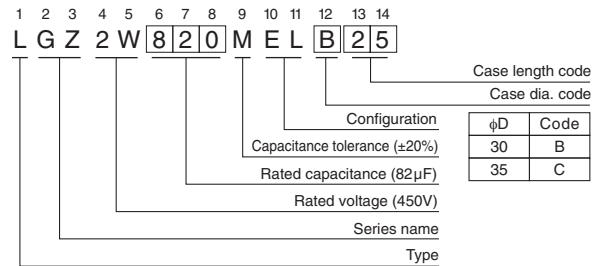 1 2 3 4 5 6 7 8 9 10 11 12 13 14
L G Z 2 W 8 2 0 M E L B 2 5
Case length code
Case dia. code
Configuration
Capacitance tolerance (±20%)
Rated capacitance (82µF)
Rated voltage (450V)
Series name
Type
ϕD Code
30 B
35 C